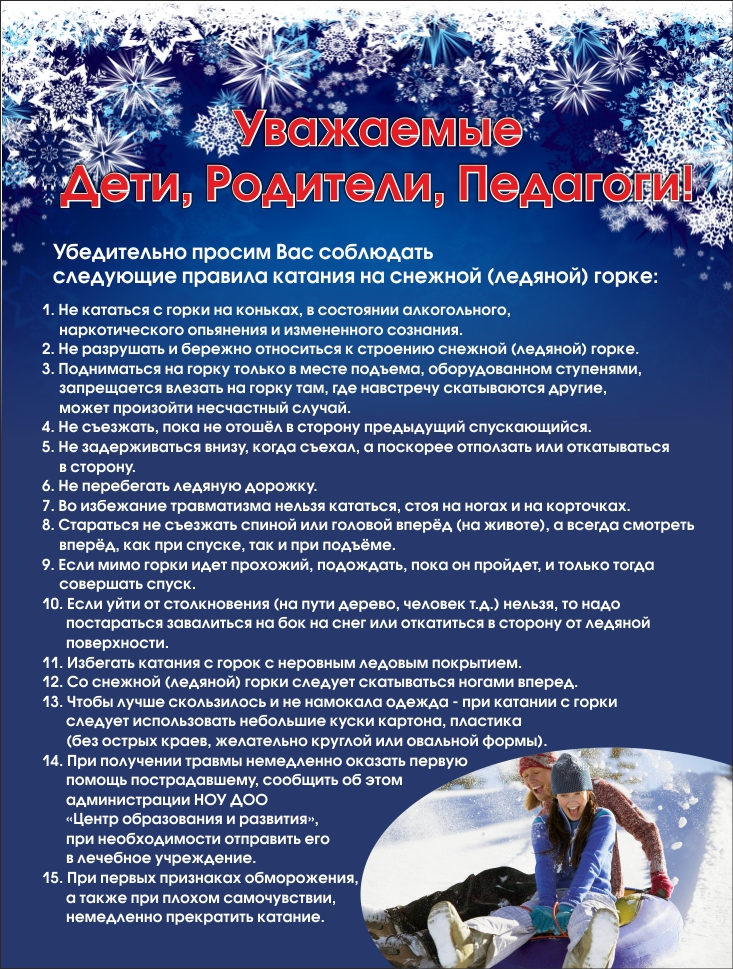 Уважаемые
Дети, Родители, Педагоги!
Убедительно просим Вас соблюдать
следующие правила катания на снежной (ледяной) горке:
1. Не кататься с горки на коньках, в состоянии алкогольного,
наркотического опьянения и измененного сознания.
2. Не разрушать и бережно относиться к строению снежной (ледяной) горке.
3. Подниматься на горку только в месте подъема, оборудованном ступенями,
запрещается влезать на горку там, где навстречу скатываются другие,
может произойти несчастный случай.
4. Не съезжать, пока не отошёл в сторону предыдущий спускающийся.
5. Не задерживаться внизу, когда съехал, а поскорее отползать или откатываться
в сторону.
6. Не перебегать ледяную дорожку.
7. Во избежание травматизма нельзя кататься, стоя на ногах и на корточках.
8. Стараться не съезжать спиной или головой вперёд (на животе), а всегда смотреть
вперёд, как при спуске, так и при подъёме.
9. Если мимо горки идет прохожий, подождать, пока он пройдет, и только тогда
совершать спуск.
10. Если уйти от столкновения (на пути дерево, человек т.д.) нельзя, то надо
постараться завалиться на бок на снег или откатиться в сторону от ледяной
поверхности.
11. Избегать катания с горок с неровным ледовым покрытием.
12. Со снежной (ледяной) горки следует скатываться ногами вперед.
13. Чтобы лучше скользилось и не намокала одежда - при катании с горки
следует использовать небольшие куски картона, пластика
(без острых краев, желательно круглой или овальной формы).
14. При получении травмы немедленно оказать первую
помощь пострадавшему, сообщить об этом
администрации НОУ ДОО
«Центр образования и развития»,
при необходимости отправить его
в лечебное учреждение.
15. При первых признаках обморожения,
а также при плохом самочувствии,
немедленно прекратить катание.